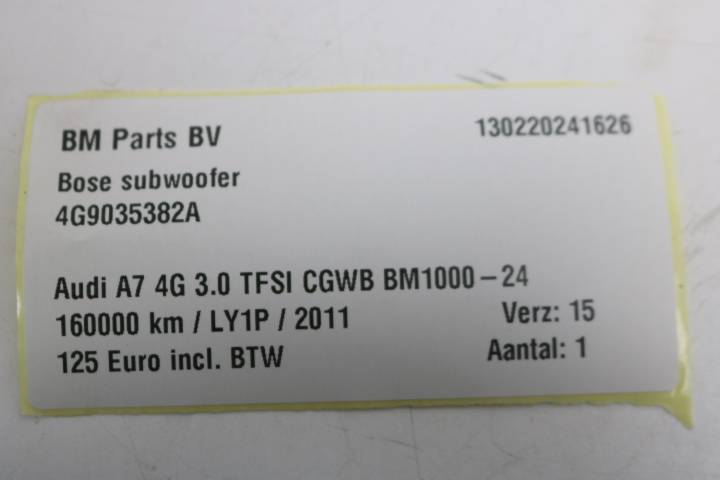 BM Parts BV 130220241626
Bose subwoofer
4G9035382A
Audi A7 4G 3.0 TFSI CGWB BM1000-24
160000 km / LY1P / 2011 Verz: 15
125 Euro incl. BTW Aantal: 1